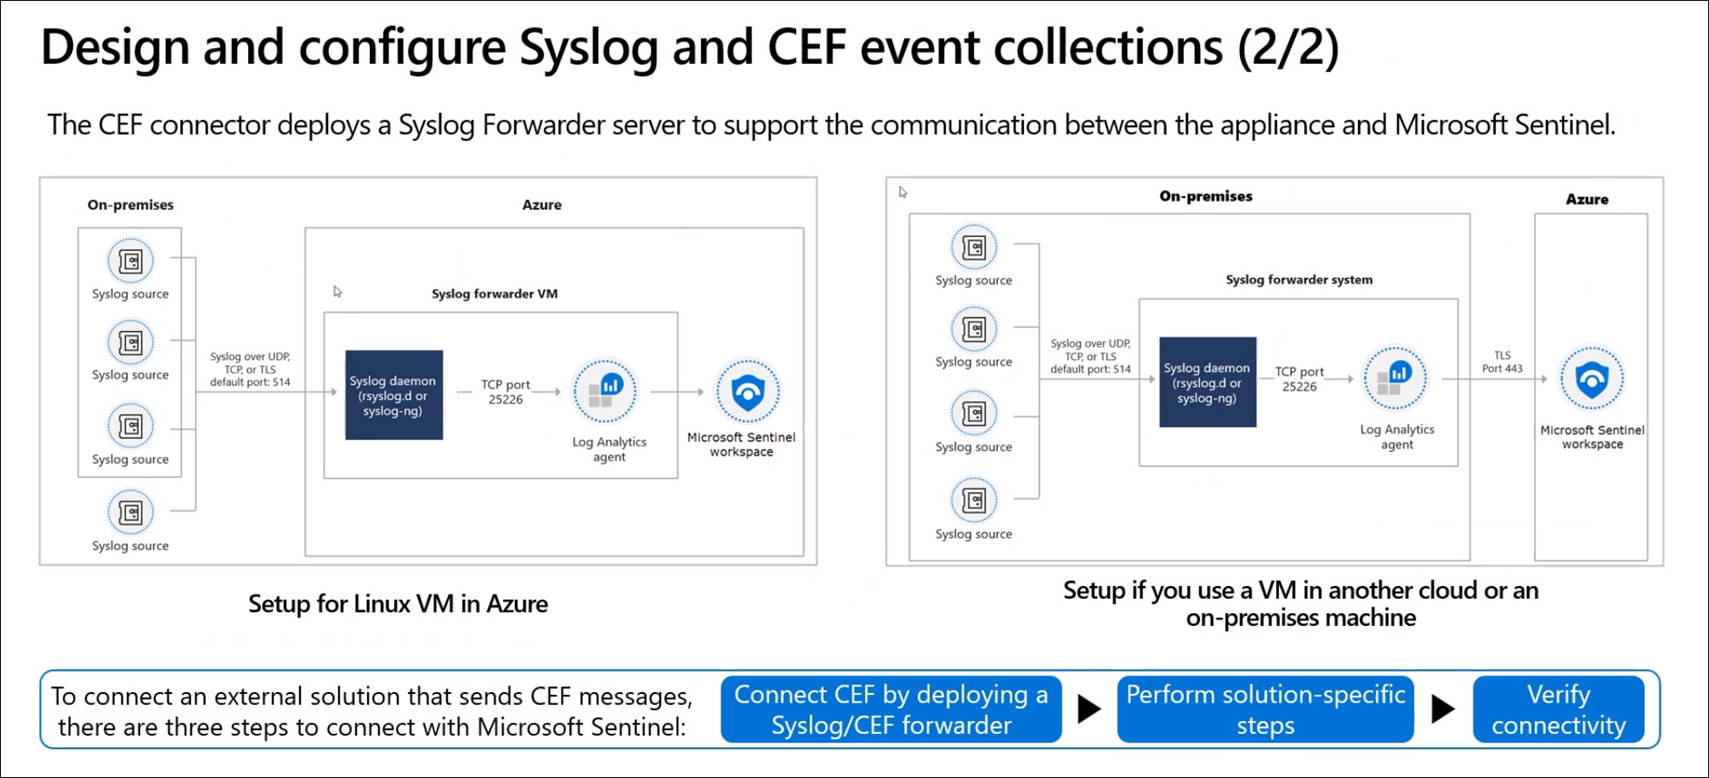 Design and configure Syslog and CEF event collections (2/2)
The CEF connector deploys a Syslog Forwarder server to support the communication between the appliance and Microsoft Sentinel.
On-premises
Azure
Syslog source
Syslog source
Syslog source
Syslog source
Syslog over UDP,
TCP, or TLS
default port: 514
Syslog forwarder VM
Syslog daemon
(rsyslog.d or
syslog-ng)
TCP port
25226
Log Analytics
agent
Microsoft Sentinel
workspace
Setup for Linux VM in Azure
On-premises
Azure
Syslog source
Syslog source
Syslog source
Syslog source
Syslog over UDP,
TCP, or TLS
default port: 514
Syslog forwarder system
Syslog daemon
(rsyslog.d or
syslog-ng)
TCP port
25226
Log Analytics
agent
TLS
Port 443
Microsoft Sentinel
workspace
Setup if you use a VM in another cloud or an
on-premises machine
To connect an external solution that sends CEF messages,
there are three steps to connect with Microsoft Sentinel:
Connect CEF by deploying a
Syslog/CEF forwarder
Perform solution-specific
steps
Verify
connectivity